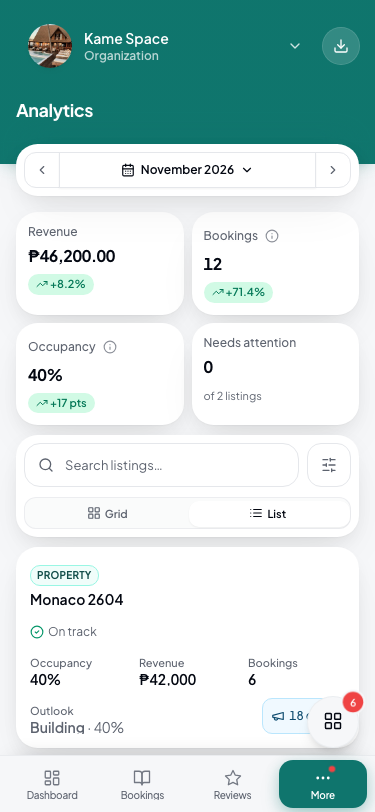 Kame Space
Organization
Analytics
November 2026
Revenue
₱46,200.00
+8.2%
Bookings
12
+71.4%
Occupancy
40%
+17 pts
Needs attention
0
of 2 listings
Search listings...
Grid
List
PROPERTY
Monaco 2604
On track
Occupancy
Revenue
Bookings
40%
₱42,000
6
Outlook
Building · 40%
18
6
Dashboard
Bookings
Reviews
More